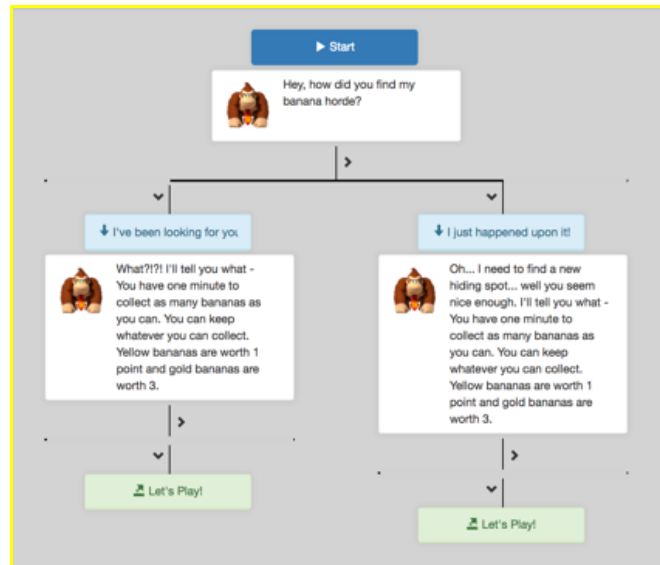 Start
Hey, how did you find my
banana horde?
I've been looking for you
What?!?! I'll tell you what -
You have one minute to
collect as many bananas as
you can. You can keep
whatever you can collect.
Yellow bananas are worth 1
point and gold bananas are
worth 3.
Let's Play!
I just happened upon it!
Oh... I need to find a new
hiding spot... well you seem
nice enough. I'll tell you what -
You have one minute to
collect as many bananas as
you can. You can keep
whatever you can collect.
Yellow bananas are worth 1
point and gold bananas are
worth 3.
Let's Play!